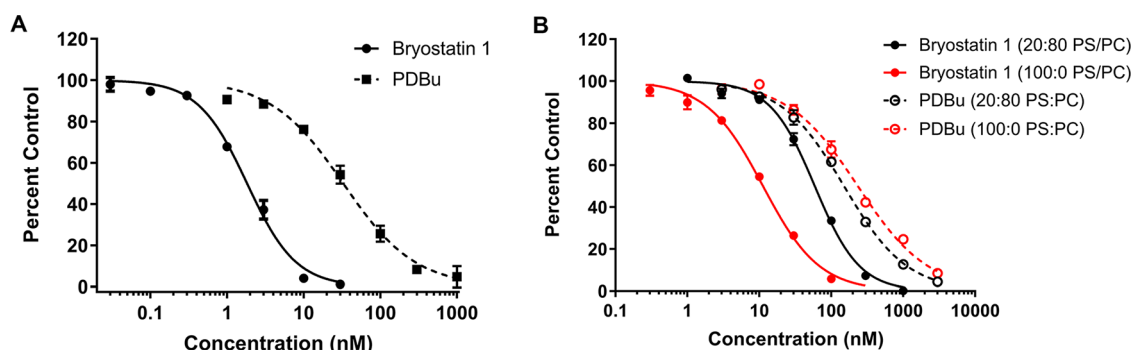 A
Percent Control
120
100
80
60
40
20
0
0.1 1 10 100 1000
Concentration (nM)
Bryostatin 1
PDBu
B
Percent Control
120
100
80
60
40
20
0
0.1 1 10 100 1000 10000
Concentration (nM)
Bryostatin 1 (20:80 PS/PC)
Bryostatin 1 (100:0 PS/PC)
PDBu (20:80 PS:PC)
PDBu (100:0 PS:PC)